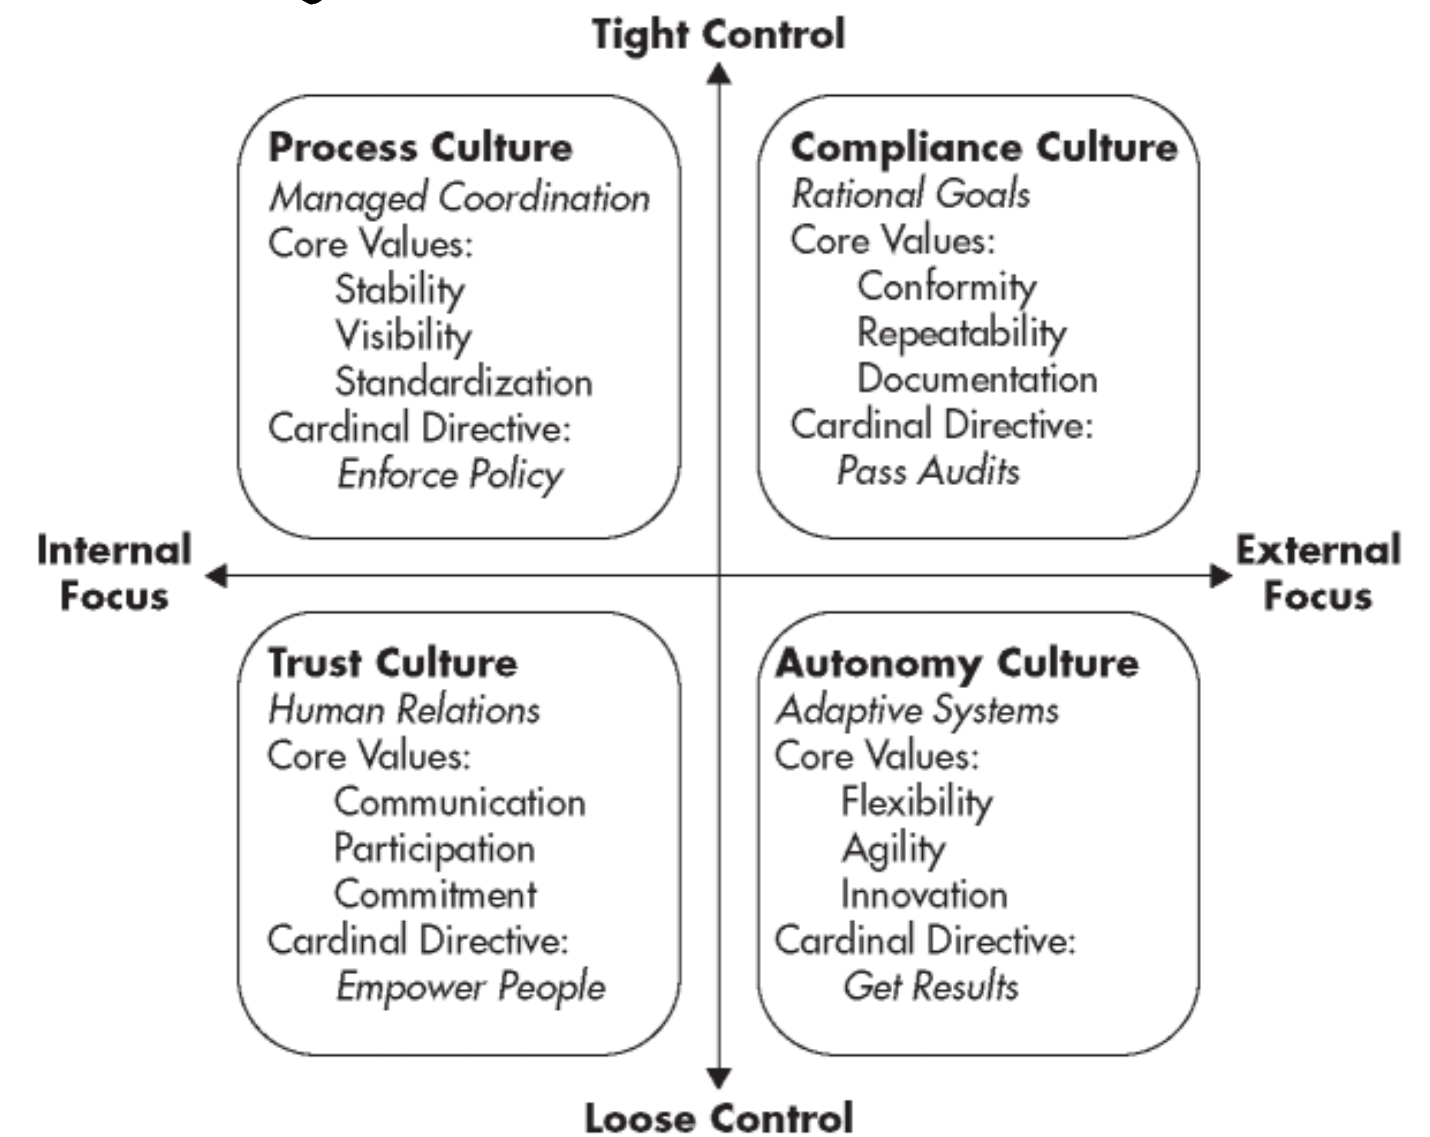 Tight Control
Process Culture
Managed Coordination
Core Values:
Stability
Visibility
Standardization
Cardinal Directive:
Enforce Policy
Compliance Culture
Rational Goals
Core Values:
Conformity
Repeatability
Documentation
Cardinal Directive:
Pass Audits
Internal
Focus
External
Focus
Trust Culture
Human Relations
Core Values:
Communication
Participation
Commitment
Cardinal Directive:
Empower People
Autonomy Culture
Adaptive Systems
Core Values:
Flexibility
Agility
Innovation
Cardinal Directive:
Get Results
Loose Control